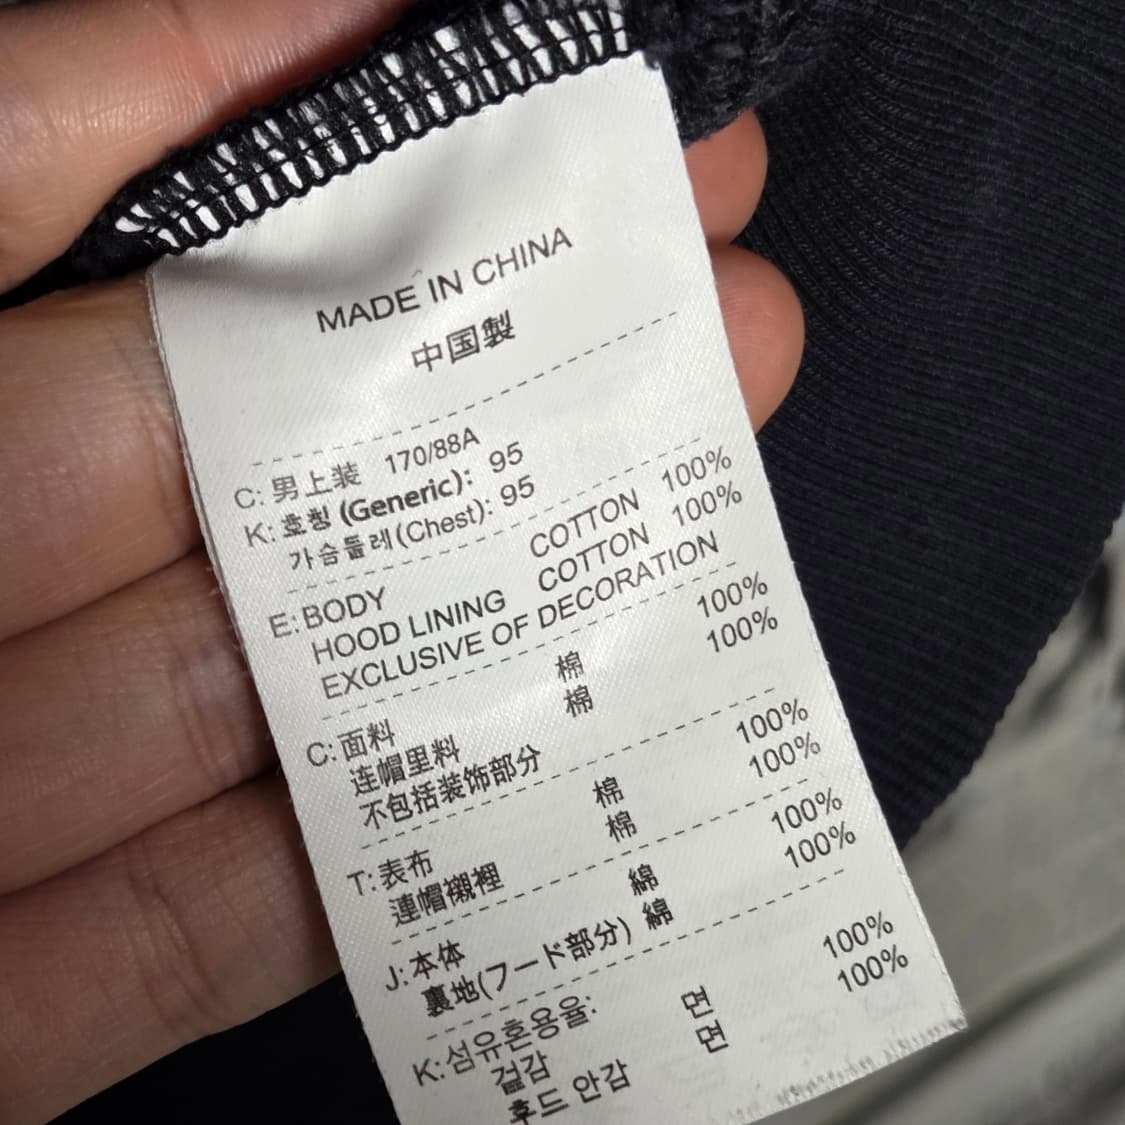 MADE IN CHINA
中国製
C: 男上装 170/88A
K: 호칭 (Generic): 95
가슴둘레(Chest): 95
E: BODY COTTON 100%
HOOD LINING COTTON 100%
EXCLUSIVE OF DECORATION
C: 面料 棉 100%
连帽里料 棉 100%
不包括装饰部分
T: 表布 棉 100%
連帽襯裡 棉 100%
J: 本体 綿 100%
裏地(フード部分) 綿 100%
K: 섬유혼용율:
겉감 면 100%
후드 안감 면 100%